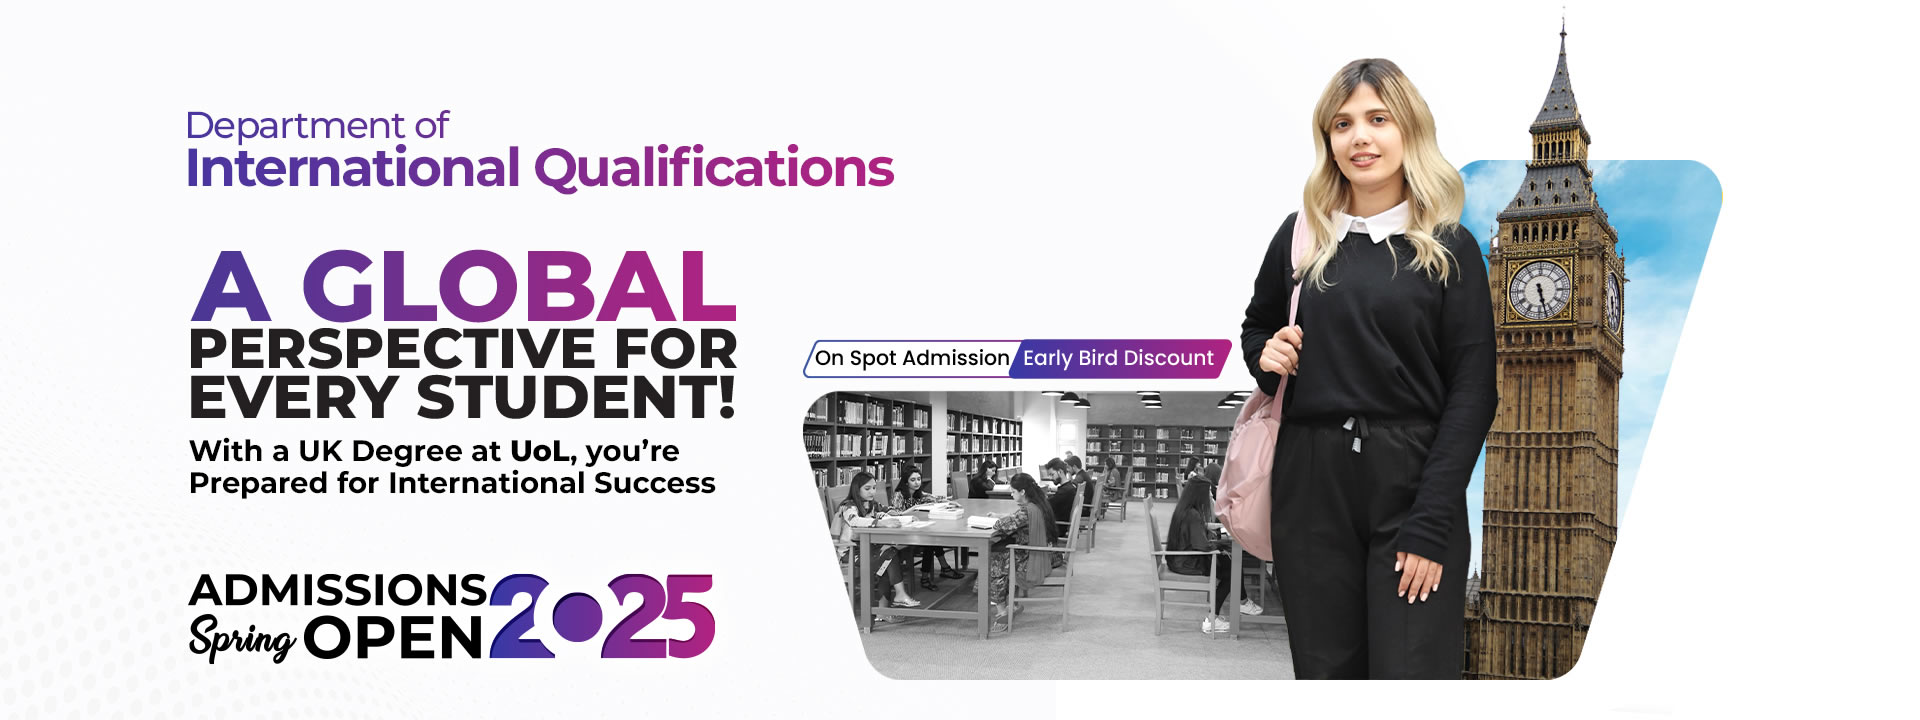 Department of
International Qualifications
A GLOBAL
PERSPECTIVE FOR
EVERY STUDENT!
With a UK Degree at UoL, you’re
Prepared for International Success
On Spot Admission Early Bird Discount
ADMISSIONS
Spring OPEN 2025